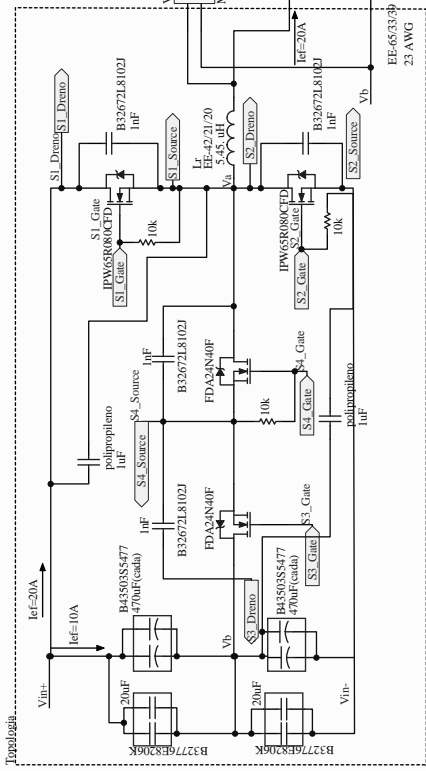 Topologia
Vin+
Ief=20A
Ief=10A
B32776E8206K
20uF
B43503S5477
470uF(cada)
Vb
20uF
B43503S5477
470uF(cada)
B32776E8206K
Vin-
polipropileno
1uF
S4_Source
S4_Source
1nF
B32672L8102J
1nF
B32672L8102J
FDA24N40F
FDA24N40F
S3_Dreno
S3_Gate
S3_Gate
10k
S4_Gate
S4_Gate
polipropileno
1uF
S1_Dreno
S1_Dreno
B32672L8102J
1nF
S1_Gate
IPW65R080CFD
S1_Gate
10k
S1_Source
Va
Lr
EE-42/21/20
5.45, uH
S2_Dreno
B32672L8102J
1nF
IPW65R080CFD
S2_Gate
S2_Gate
10k
S2_Source
Ief=20A
Vb
EE-65/33/39
23 AWG